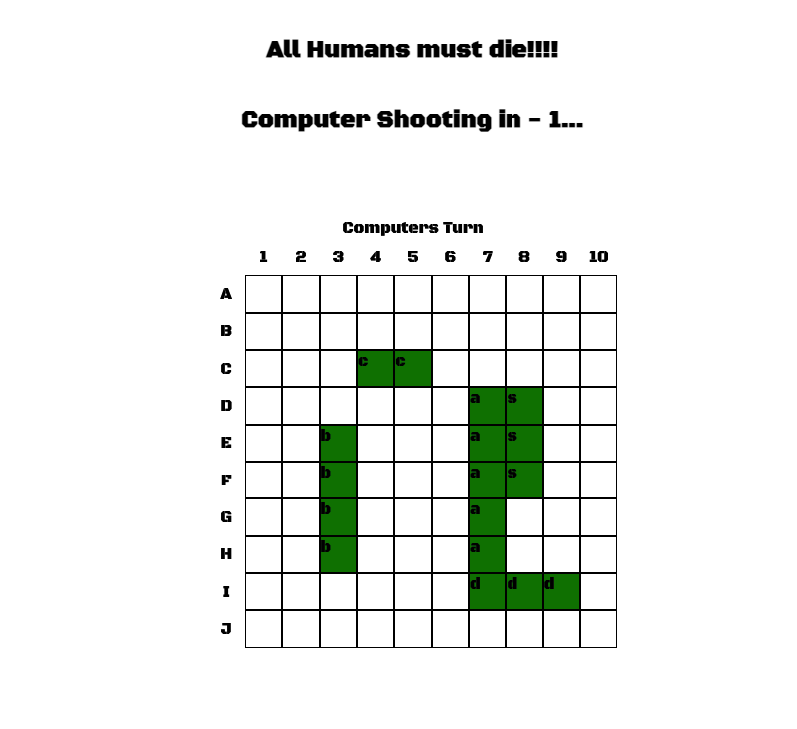 All Humans must die!!!!
Computer Shooting in - 1...
Computers Turn
1 2 3 4 5 6 7 8 9 10
A
B
C c c
D a s
E b a s
F b a s
G b a
H b a
I d d d
J